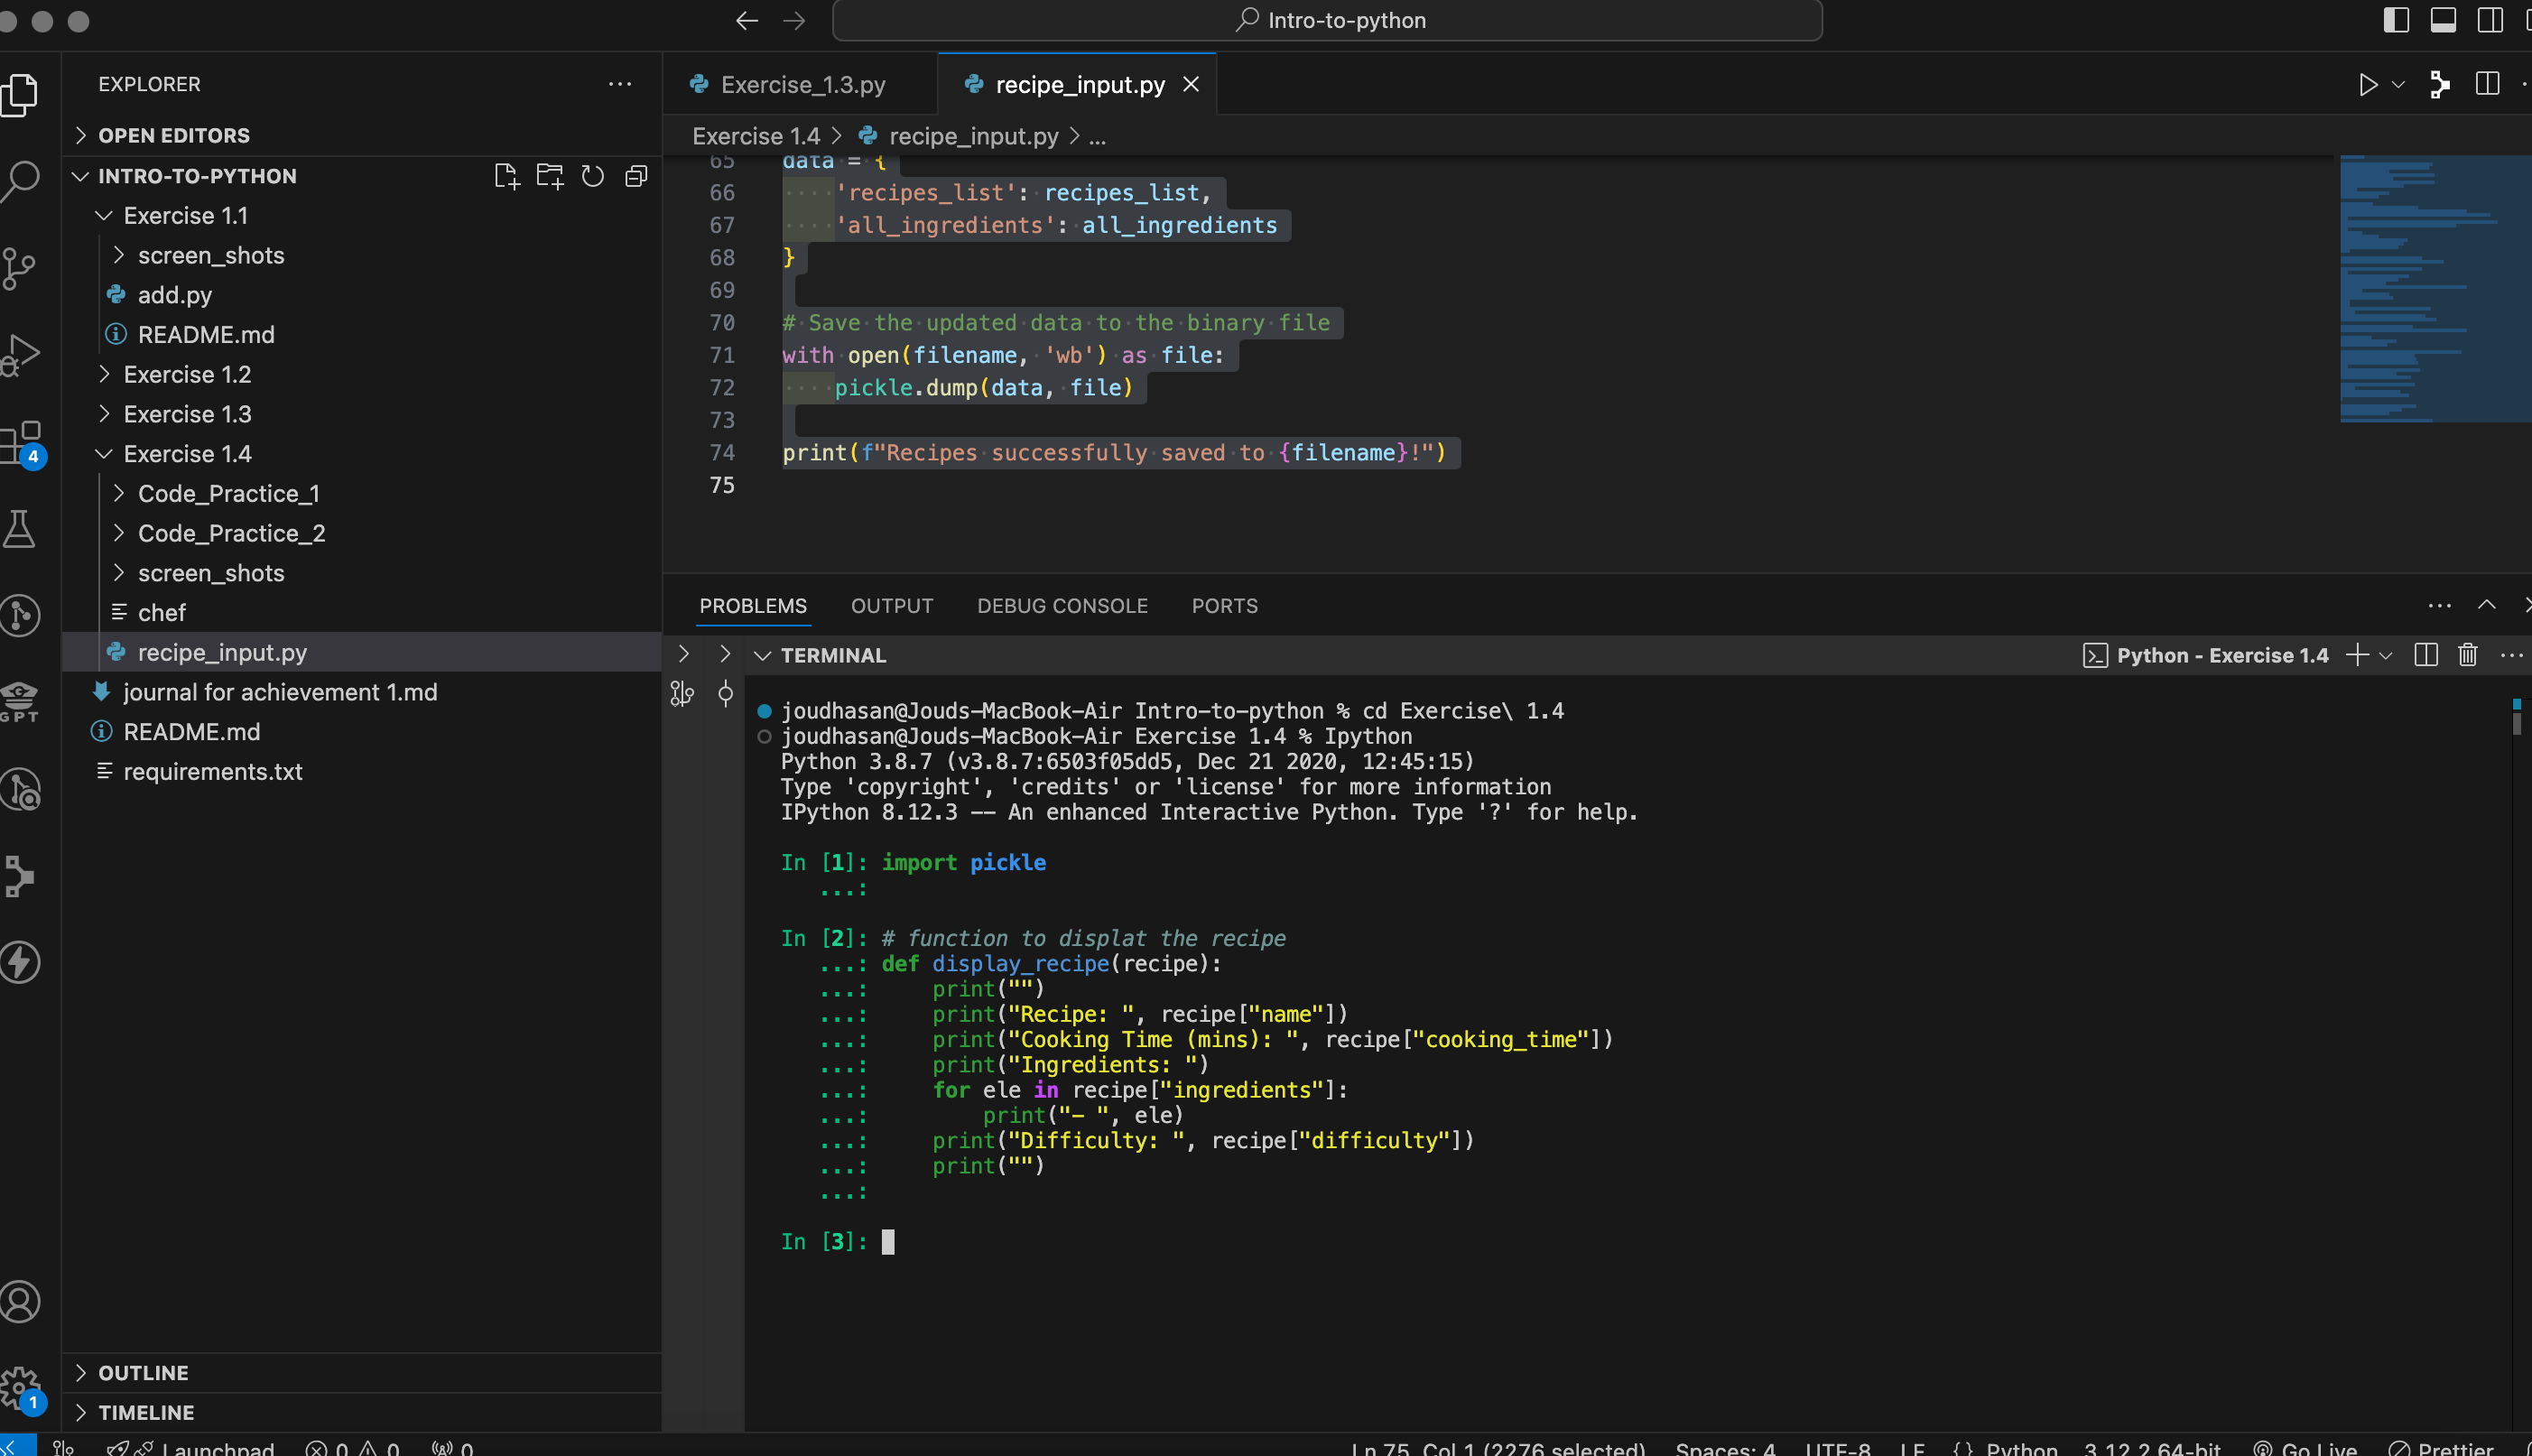 Intro-to-python
EXPLORER
OPEN EDITORS
INTRO-TO-PYTHON
Exercise 1.1
screen_shots
add.py
README.md
Exercise 1.2
Exercise 1.3
Exercise 1.4
Code_Practice_1
Code_Practice_2
screen_shots
chef
recipe_input.py
journal for achievement 1.md
README.md
requirements.txt
OUTLINE
TIMELINE
4
GPT
1
Exercise_1.3.py
recipe_input.py
Exercise 1.4 > recipe_input.py > ...
65 data = {
66 'recipes_list': recipes_list,
67 'all_ingredients': all_ingredients
68 }
69
70 # Save the updated data to the binary file
71 with open(filename, 'wb') as file:
72 pickle.dump(data, file)
73
74 print(f"Recipes successfully saved to {filename}!")
75
PROBLEMS OUTPUT DEBUG CONSOLE PORTS
TERMINAL
Python - Exercise 1.4
joudhasan@Jouds-MacBook-Air Intro-to-python % cd Exercise\ 1.4
joudhasan@Jouds-MacBook-Air Exercise 1.4 % Ipython
Python 3.8.7 (v3.8.7:6503f05dd5, Dec 21 2020, 12:45:15)
Type 'copyright', 'credits' or 'license' for more information
IPython 8.12.3 -- An enhanced Interactive Python. Type '?' for help.
In [1]: import pickle
...:
In [2]: # function to displat the recipe
...: def display_recipe(recipe):
...: print("")
...: print("Recipe: ", recipe["name"])
...: print("Cooking Time (mins): ", recipe["cooking_time"])
...: print("Ingredients: ")
...: for ele in recipe["ingredients"]:
...: print("- ", ele)
...: print("Difficulty: ", recipe["difficulty"])
...: print("")
...:
In [3]:
Launchpad 0 0 0
Ln 75, Col 1 (2276 selected) Spaces: 4 UTF-8 LF {} Python 3.12.2 64-bit Go Live Prettier